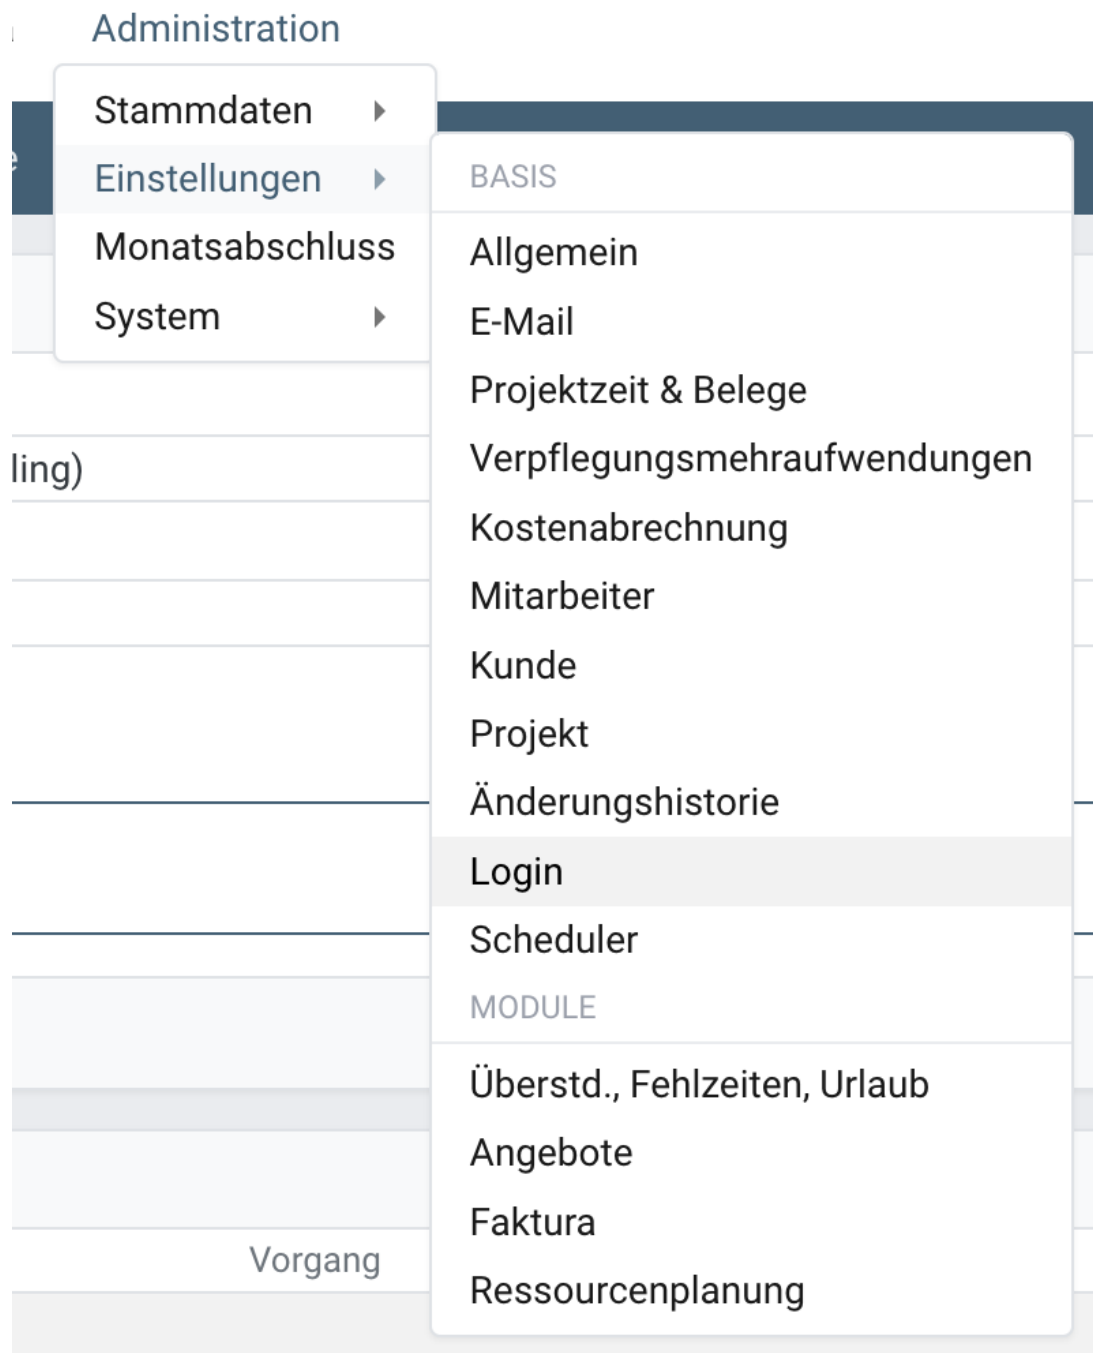 Administration
Stammdaten
Einstellungen
Monatsabschluss
System
BASIS
Allgemein
E-Mail
Projektzeit & Belege
Verpflegungsmehraufwendungen
Kostenabrechnung
Mitarbeiter
Kunde
Projekt
Änderungshistorie
Login
Scheduler
MODULE
Überstd., Fehlzeiten, Urlaub
Angebote
Faktura
Ressourcenplanung
ling)
Vorgang